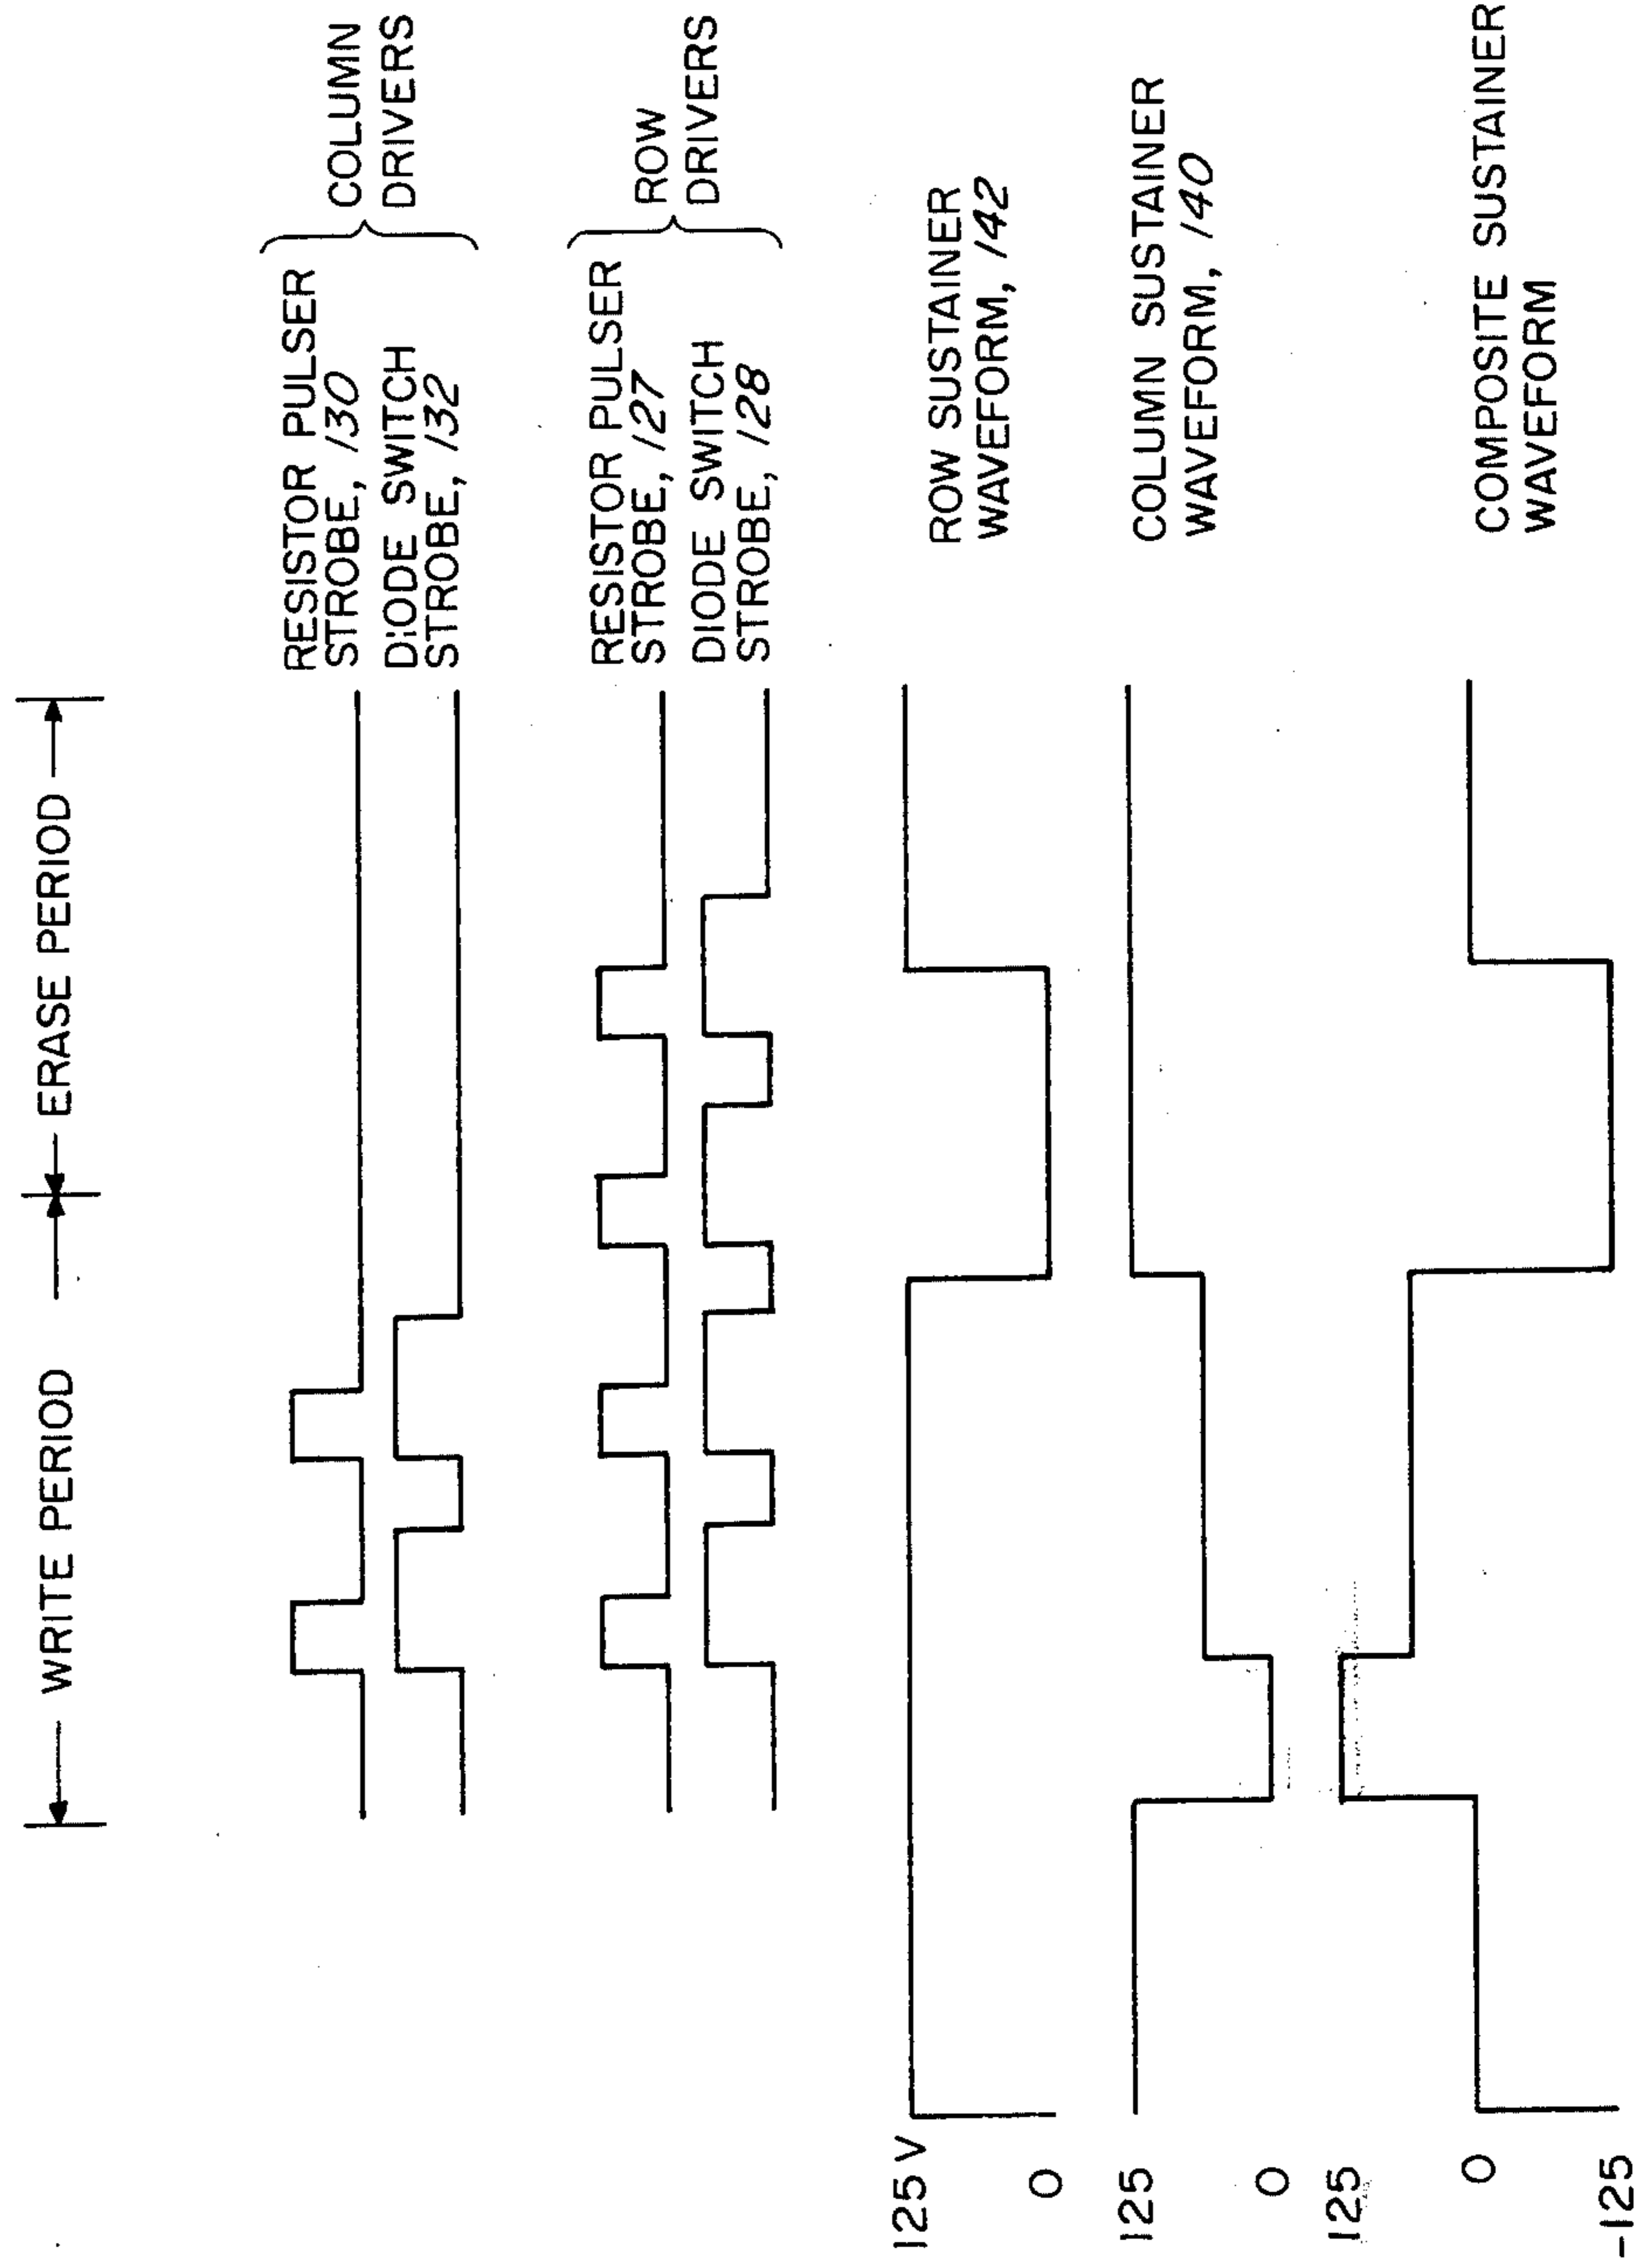 WRITE PERIOD
ERASE PERIOD
RESISTOR PULSER
STROBE, 130
DIODE SWITCH
STROBE, 132
COLUMN
DRIVERS
RESISTOR PULSER
STROBE, 127
DIODE SWITCH
STROBE, 128
ROW
DRIVERS
125 V
0
ROW SUSTAINER
WAVEFORM, 142
125
0
COLUMN SUSTAINER
WAVEFORM, 140
125
0
-125
COMPOSITE SUSTAINER
WAVEFORM